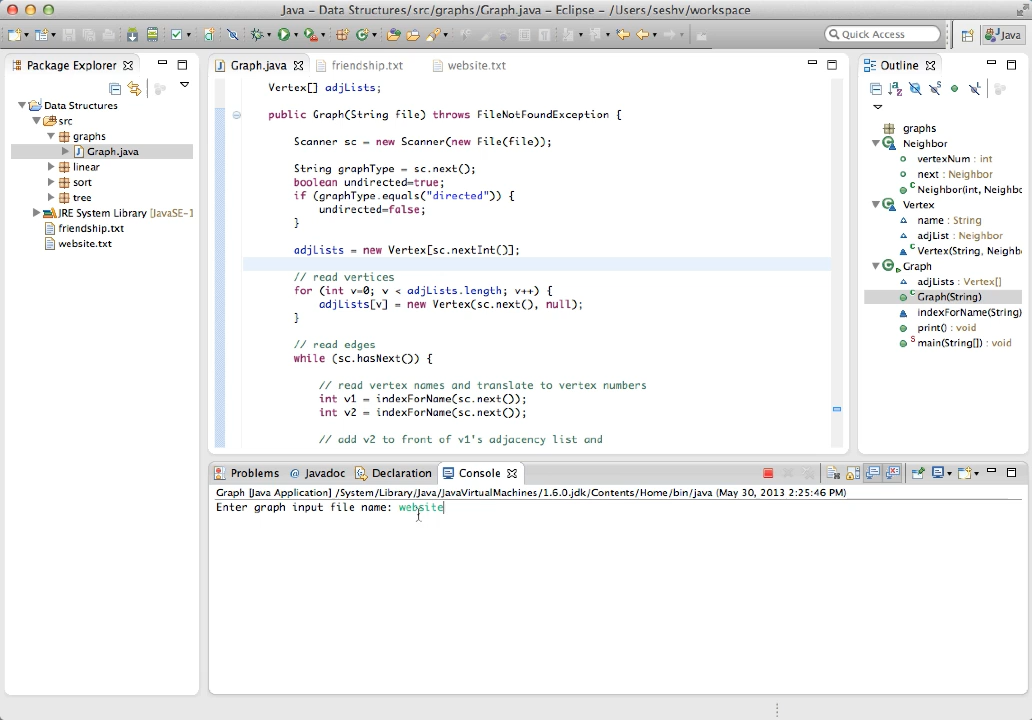 Java - Data Structures/src/graphs/Graph.java - Eclipse - /Users/seshv/workspace
Quick Access
Java
Package Explorer
Data Structures
src
graphs
Graph.java
linear
sort
tree
JRE System Library [JavaSE-1
friendship.txt
website.txt
Graph.java
friendship.txt
website.txt
Vertex[] adjLists;
public Graph(String file) throws FileNotFoundException {
Scanner sc = new Scanner(new File(file));
String graphType = sc.next();
boolean undirected=true;
if (graphType.equals("directed")) {
undirected=false;
}
adjLists = new Vertex[sc.nextInt()];
// read vertices
for (int v=0; v < adjLists.length; v++) {
adjLists[v] = new Vertex(sc.next(), null);
}
// read edges
while (sc.hasNext()) {
// read vertex names and translate to vertex numbers
int v1 = indexForName(sc.next());
int v2 = indexForName(sc.next());
// add v2 to front of v1's adjacency list and
Outline
graphs
Neighbor
vertexNum : int
next : Neighbor
Neighbor(int, Neighbo
Vertex
name : String
adjList : Neighbor
Vertex(String, Neighb
Graph
adjLists : Vertex[]
Graph(String)
indexForName(String)
print() : void
main(String[]) : void
Problems
@ Javadoc
Declaration
Console
Graph [Java Application] /System/Library/Java/JavaVirtualMachines/1.6.0.jdk/Contents/Home/bin/java (May 30, 2013 2:25:46 PM)
Enter graph input file name: website